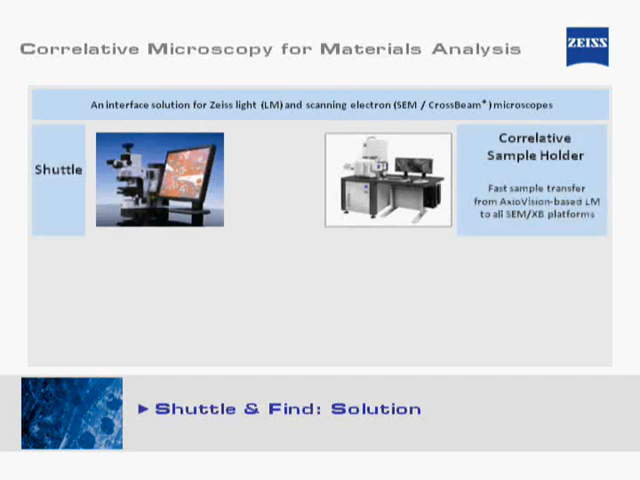 Correlative Microscopy for Materials Analysis
ZEISS
An interface solution for Zeiss light (LM) and scanning electron (SEM / CrossBeam®) microscopes
Shuttle
Correlative
Sample Holder
Fast sample transfer
from AxioVision-based LM
to all SEM/XB platforms
Shuttle & Find: Solution